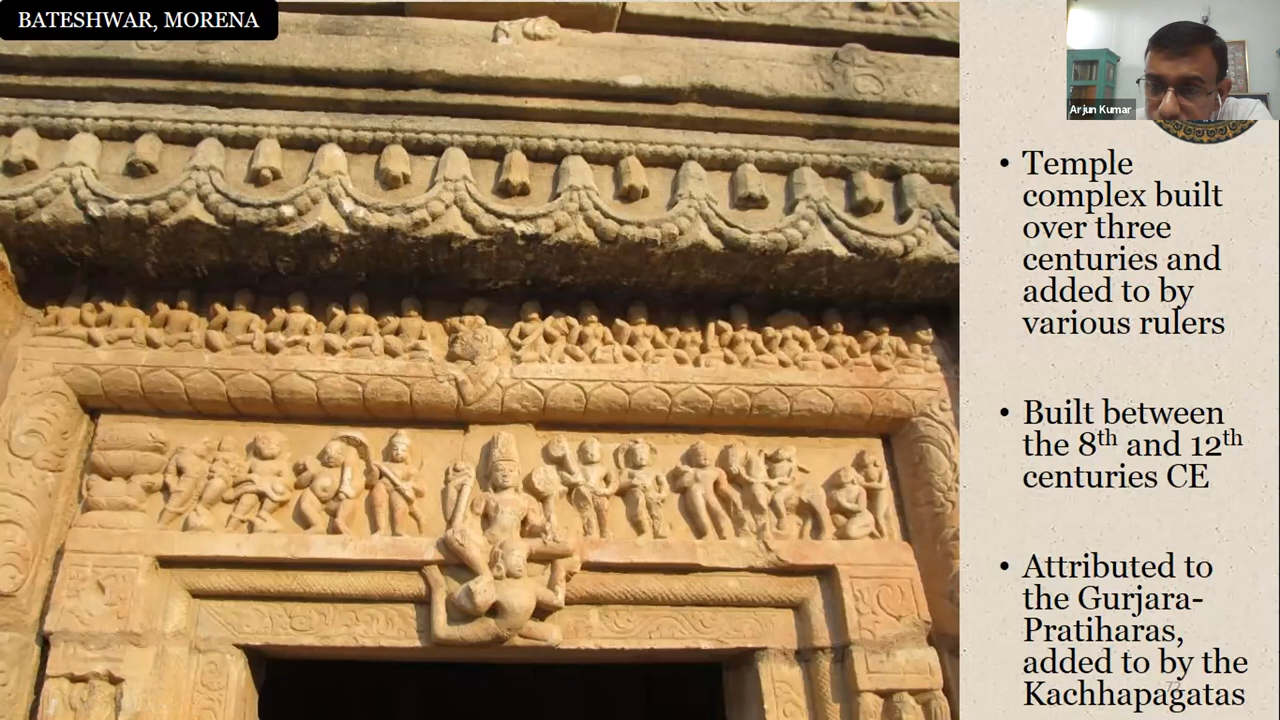 BATESHWAR, MORENA
Arjun Kumar
• Temple
complex built
over three
centuries and
added to by
various rulers
• Built between
the 8th and 12th
centuries CE
• Attributed to
the Gurjara-
Pratiharas,
added to by the
Kachhapagatas